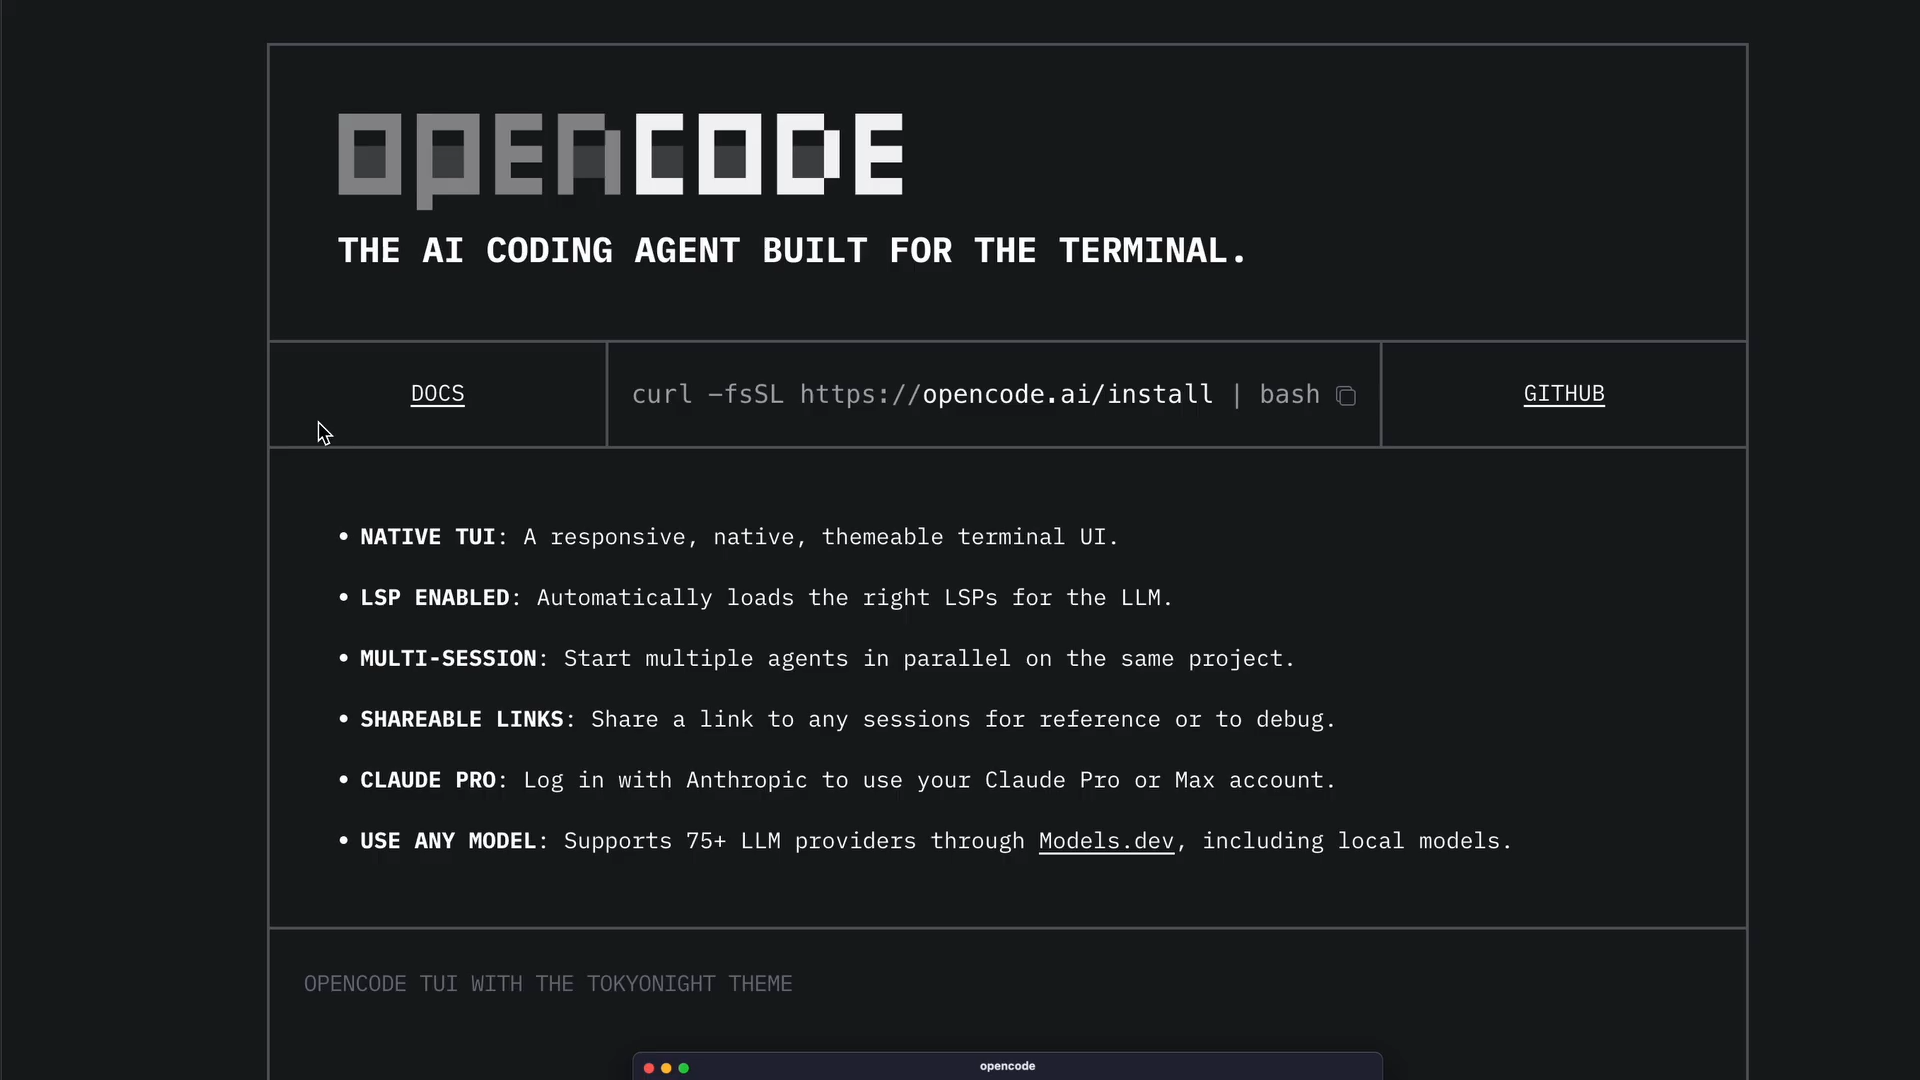 opencode
THE AI CODING AGENT BUILT FOR THE TERMINAL.
DOCS
curl -fsSL https://opencode.ai/install | bash
GITHUB
• NATIVE TUI: A responsive, native, themeable terminal UI.
• LSP ENABLED: Automatically loads the right LSPs for the LLM.
• MULTI-SESSION: Start multiple agents in parallel on the same project.
• SHAREABLE LINKS: Share a link to any sessions for reference or to debug.
• CLAUDE PRO: Log in with Anthropic to use your Claude Pro or Max account.
• USE ANY MODEL: Supports 75+ LLM providers through Models.dev, including local models.
OPENCODE TUI WITH THE TOKYONIGHT THEME
opencode